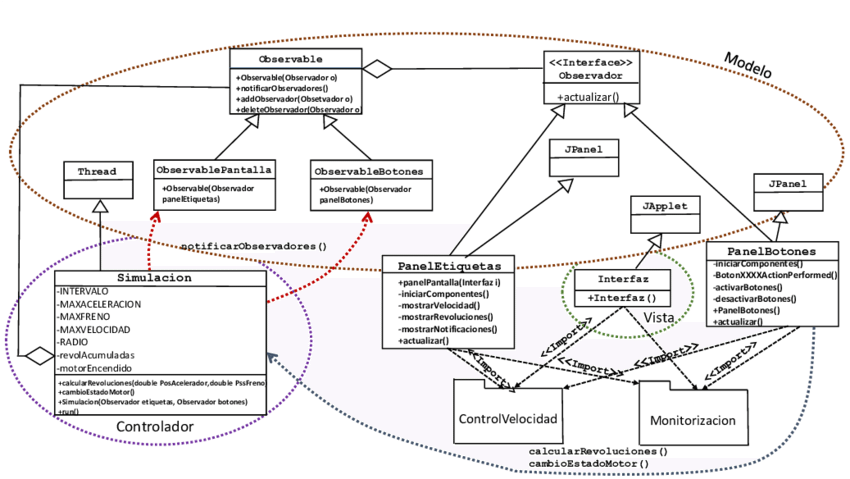 Observable
+Observable(Observador o)
+notificarObservadores()
+addObservador(Obsetvador o)
+deleteObservador(Observador o)
<<Interface>>
Observador
+actualizar()
Modelo
Thread
ObservablePantalla
+Observable(Observador
panelEtiquetas)
ObservableBotones
+Observable(Observador
panelBotones)
JPanel
JPanel
JApplet
notificarObservadores()
Simulacion
-INTERVALO
-MAXACELERACION
-MAXFRENO
-MAXVELOCIDAD
-RADIO
-revolAcumuladas
-motorEncendido
+calcularRevoluciones(double PosAcelerador,double PssFreno)
+cambioEstadoMotor()
+Simulacion(Observador etiquetas, Observador botones)
+run()
Controlador
PanelEtiquetas
+panelPantalla(Interfaz i)
-iniciarComponentes()
-mostrarVelocidad()
-mostrarRevoluciones()
-mostrarNotificaciones()
+actualizar()
Interfaz
+Interfaz()
Vista
PanelBotones
-iniciarComponentes()
-BotonXXXXActionPerformed()
-activarBotones()
-desactivarBotones()
+PanelBotones()
+actualizar()
<<Import>>
<<Import>>
<<Import>>
<<Import>>
<<Import>>
ControlVelocidad
Monitorizacion
calcularRevoluciones()
cambioEstadoMotor()